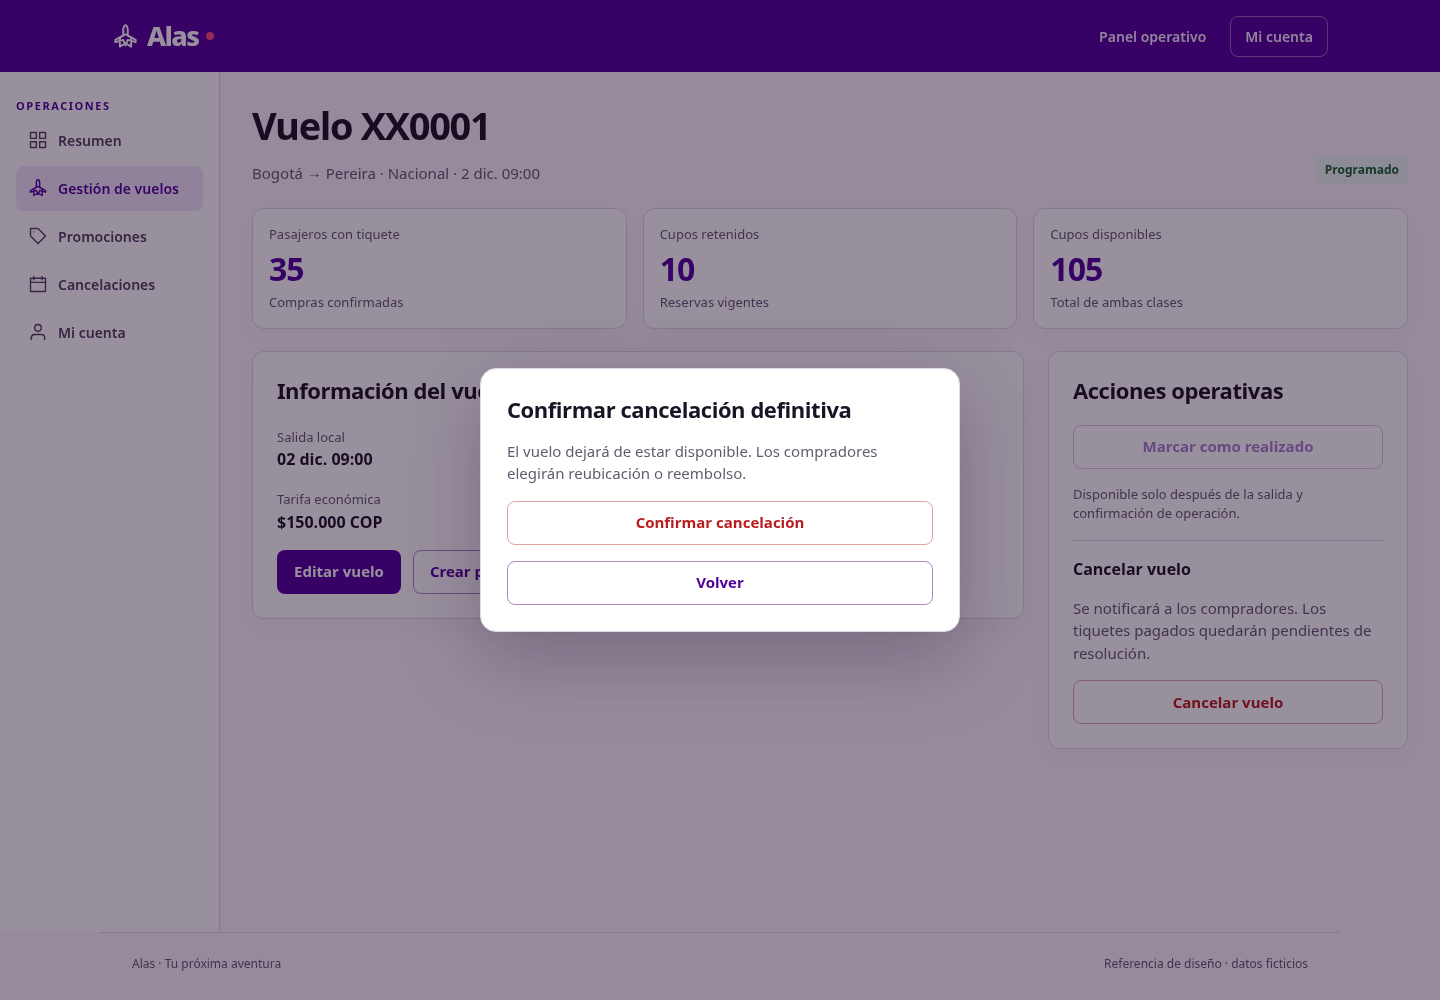 Alas
Panel operativo
Mi cuenta
OPERACIONES
Resumen
Gestión de vuelos
Promociones
Cancelaciones
Mi cuenta
Vuelo XX0001
Bogotá → Pereira · Nacional · 2 dic. 09:00
Programado
Pasajeros con tiquete
35
Compras confirmadas
Cupos retenidos
10
Reservas vigentes
Cupos disponibles
105
Total de ambas clases
Información del
Salida local
02 dic. 09:00
Tarifa económica
$150.000 COP
Editar vuelo
Crear
Confirmar cancelación definitiva
El vuelo dejará de estar disponible. Los compradores
elegirán reubicación o reembolso.
Confirmar cancelación
Volver
Acciones operativas
Marcar como realizado
Disponible solo después de la salida y
confirmación de operación.
Cancelar vuelo
Se notificará a los compradores. Los
tiquetes pagados quedarán pendientes de
resolución.
Cancelar vuelo
Alas · Tu próxima aventura
Referencia de diseño · datos ficticios